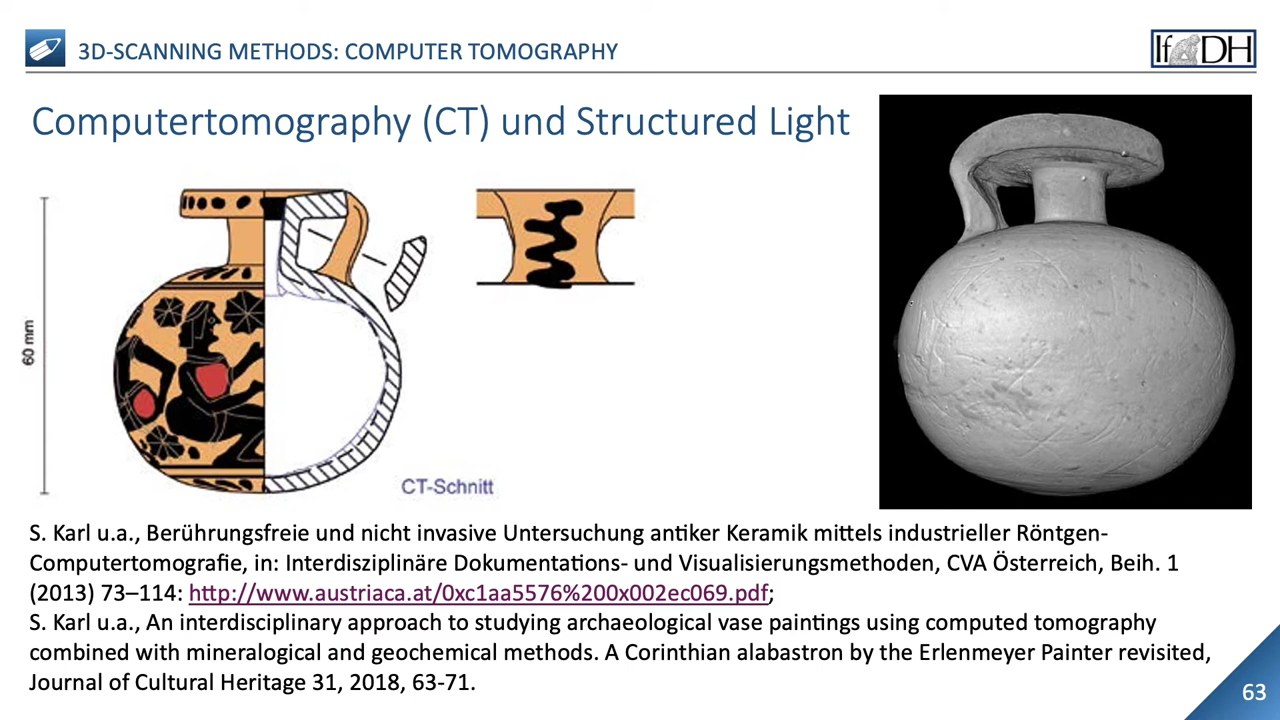 3D-SCANNING METHODS: COMPUTER TOMOGRAPHY
IfDH
Computertomography (CT) und Structured Light
60 mm
CT-Schnitt
S. Karl u.a., Berührungsfreie und nicht invasive Untersuchung antiker Keramik mittels industrieller Röntgen-
Computertomografie, in: Interdisziplinäre Dokumentations- und Visualisierungsmethoden, CVA Österreich, Beih. 1
(2013) 73–114: http://www.austriaca.at/0xc1aa5576%200x002ec069.pdf;
S. Karl u.a., An interdisciplinary approach to studying archaeological vase paintings using computed tomography
combined with mineralogical and geochemical methods. A Corinthian alabastron by the Erlenmeyer Painter revisited,
Journal of Cultural Heritage 31, 2018, 63-71.
63